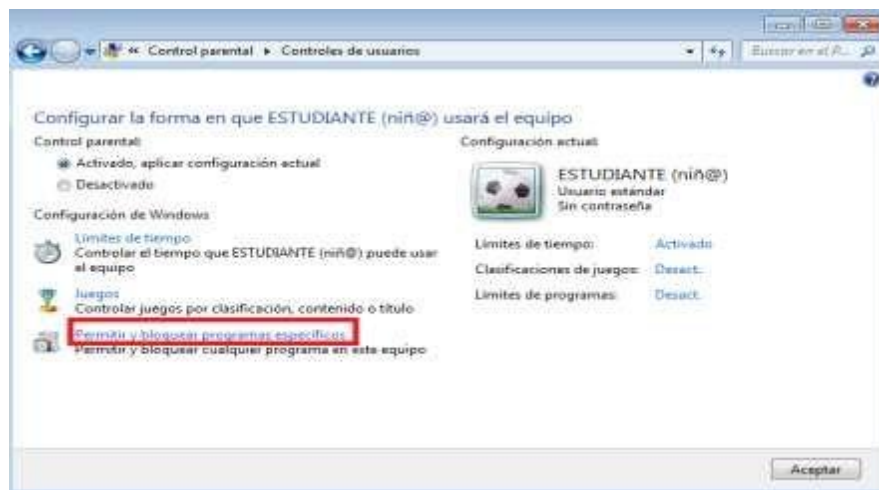 « Control parental ▸ Controles de usuarios
Buscar en el P...
Configurar la forma en que ESTUDIANTE (niñ@) usará el equipo
Control parental:
Activado, aplicar configuración actual
Desactivado
Configuración de Windows
Límites de tiempo
Controlar el tiempo que ESTUDIANTE (niñ@) puede usar
el equipo
Juegos
Controlar juegos por clasificación, contenido o título
Permitir y bloquear programas específicos
Permitir y bloquear cualquier programa en este equipo
Configuración actual:
ESTUDIANTE (niñ@)
Usuario estándar
Sin contraseña
Límites de tiempo: Activado
Clasificaciones de juegos: Desact.
Límites de programas: Desact.
Aceptar